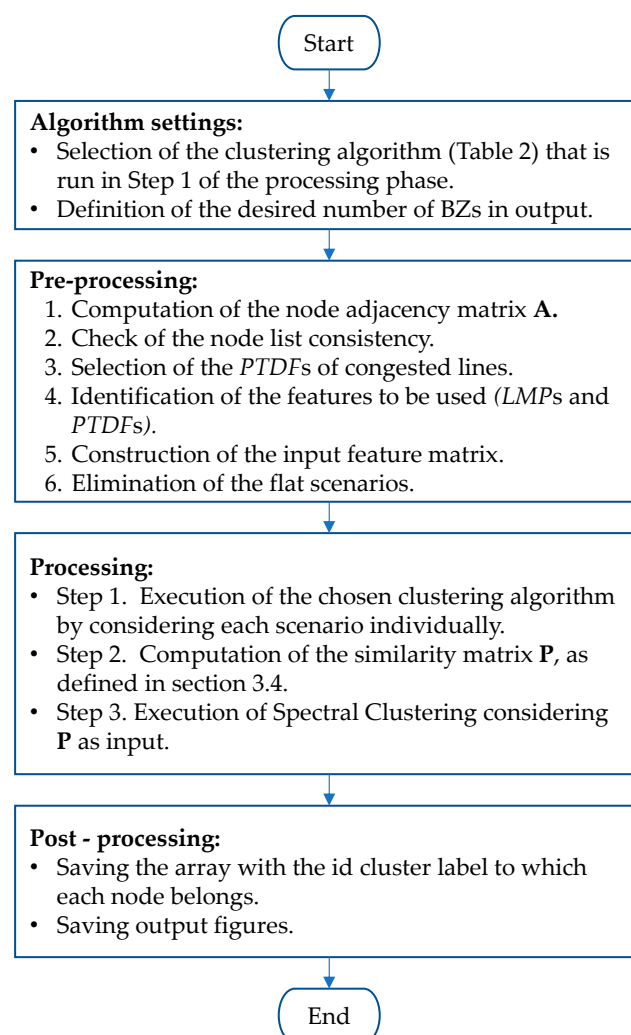 Start
Algorithm settings:
• Selection of the clustering algorithm (Table 2) that is
run in Step 1 of the processing phase.
• Definition of the desired number of BZs in output.
Pre-processing:
1. Computation of the node adjacency matrix A.
2. Check of the node list consistency.
3. Selection of the PTDFs of congested lines.
4. Identification of the features to be used (LMPs and
PTDFs).
5. Construction of the input feature matrix.
6. Elimination of the flat scenarios.
Processing:
• Step 1. Execution of the chosen clustering algorithm
by considering each scenario individually.
• Step 2. Computation of the similarity matrix P, as
defined in section 3.4.
• Step 3. Execution of Spectral Clustering considering
P as input.
Post - processing:
• Saving the array with the id cluster label to which
each node belongs.
• Saving output figures.
End